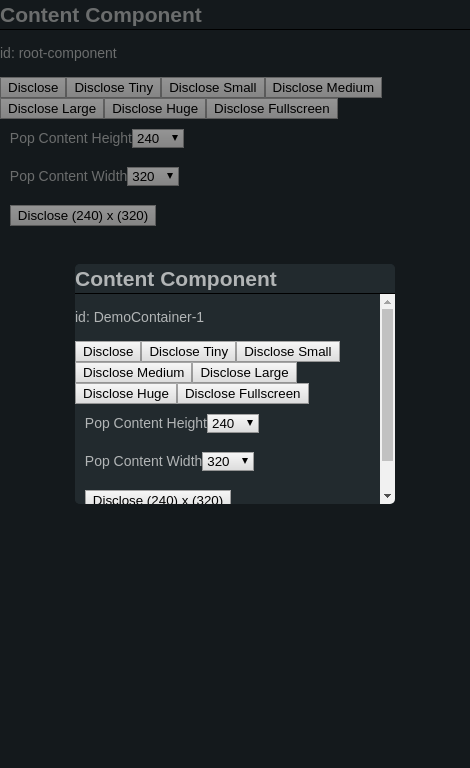 Content Component
id: root-component
Disclose Disclose Tiny Disclose Small Disclose Medium
Disclose Large Disclose Huge Disclose Fullscreen
Pop Content Height 240
Pop Content Width 320
Disclose (240) x (320)
Content Component
id: DemoContainer-1
Disclose Disclose Tiny Disclose Small
Disclose Medium Disclose Large
Disclose Huge Disclose Fullscreen
Pop Content Height 240
Pop Content Width 320
Disclose (240) x (320)